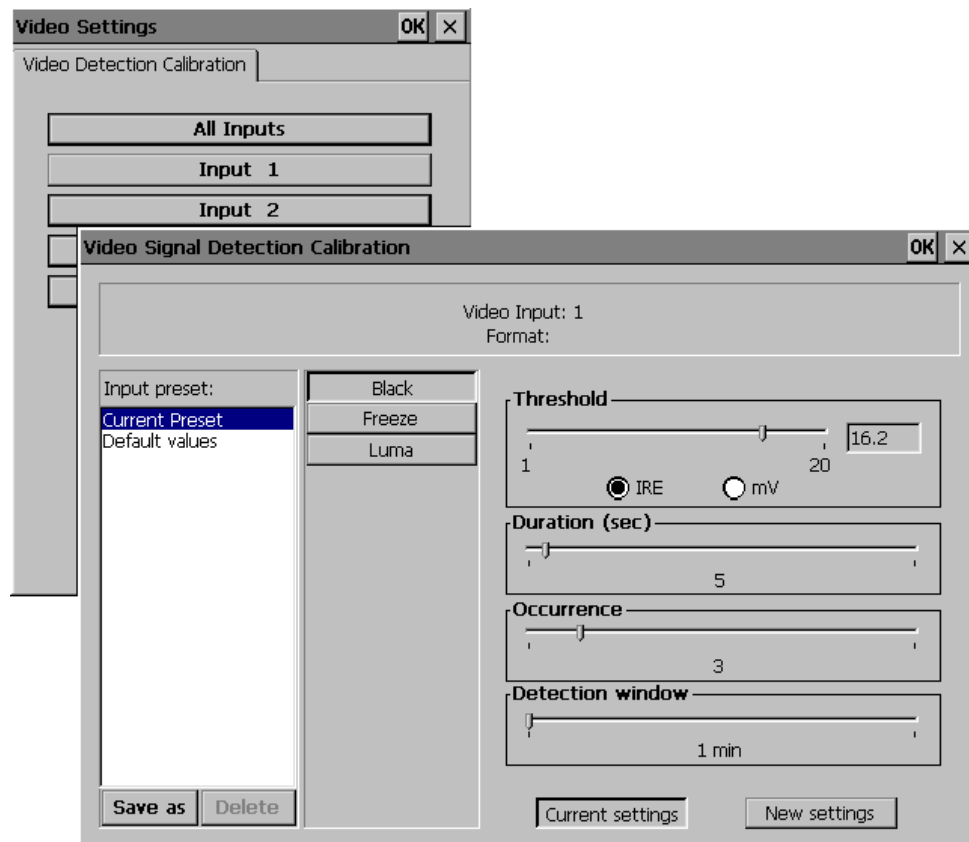 Video Settings OK ×
Video Detection Calibration
All Inputs
Input 1
Input 2
Video Signal Detection Calibration OK ×
Video Input: 1
Format:
Input preset:
Current Preset
Default values
Save as Delete
Black
Freeze
Luma
Threshold
16.2
1 20
IRE mV
Duration (sec)
5
Occurrence
3
Detection window
1 min
Current settings New settings